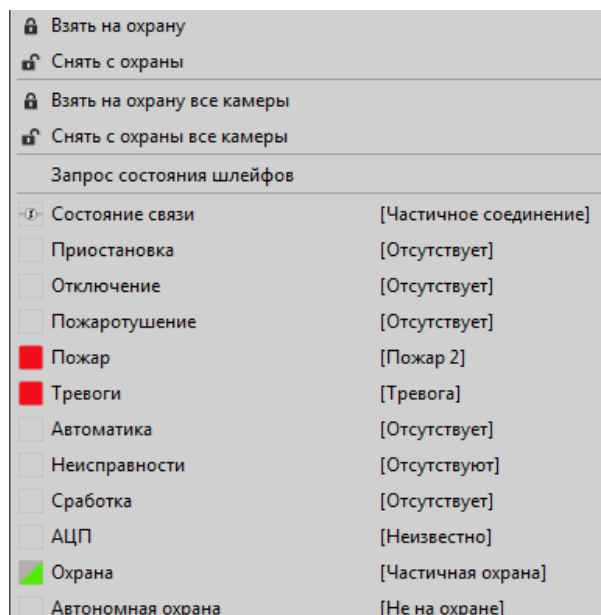 Взять на охрану
Снять с охраны
Взять на охрану все камеры
Снять с охраны все камеры
Запрос состояния шлейфов
Состояние связи [Частичное соединение]
Приостановка [Отсутствует]
Отключение [Отсутствует]
Пожаротушение [Отсутствует]
Пожар [Пожар 2]
Тревоги [Тревога]
Автоматика [Отсутствует]
Неисправности [Отсутствуют]
Сработка [Отсутствует]
АЦП [Неизвестно]
Охрана [Частичная охрана]
Автономная охрана [Не на охране]